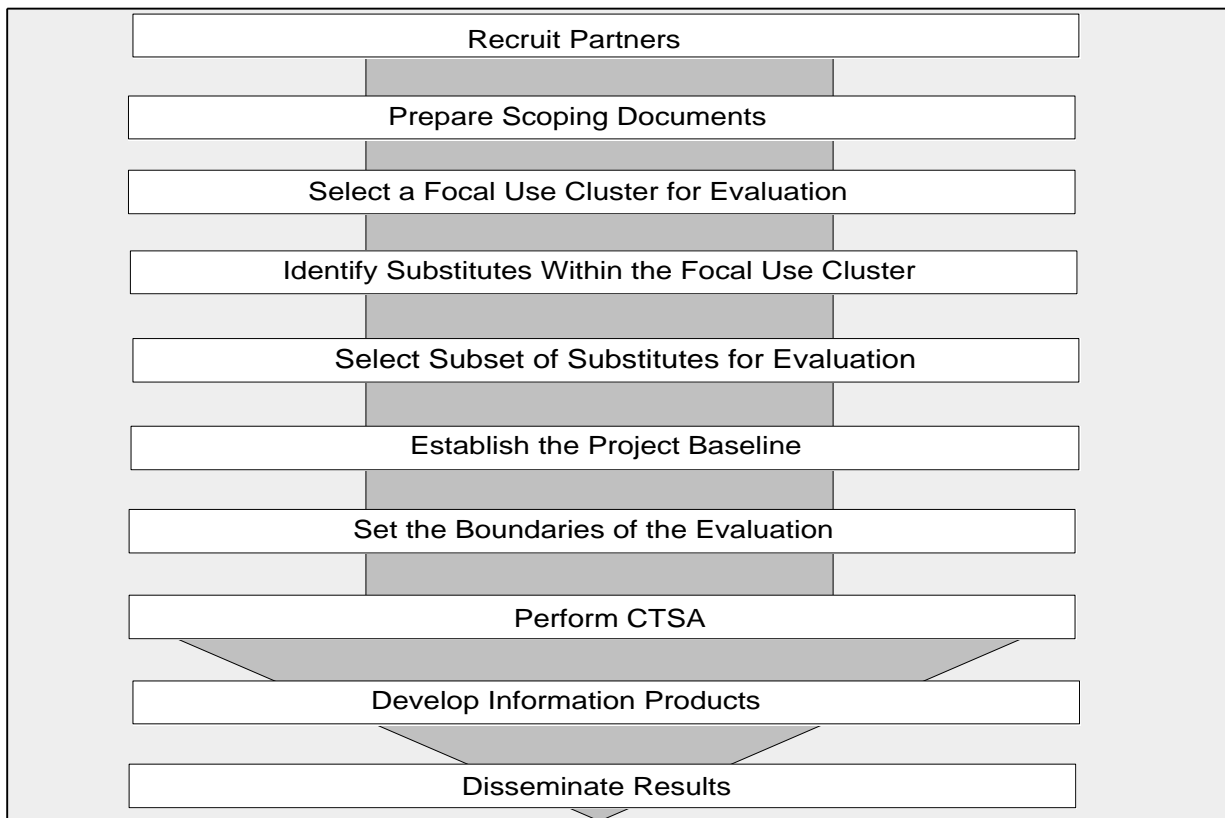 Recruit Partners
Prepare Scoping Documents
Select a Focal Use Cluster for Evaluation
Identify Substitutes Within the Focal Use Cluster
Select Subset of Substitutes for Evaluation
Establish the Project Baseline
Set the Boundaries of the Evaluation
Perform CTSA
Develop Information Products
Disseminate Results